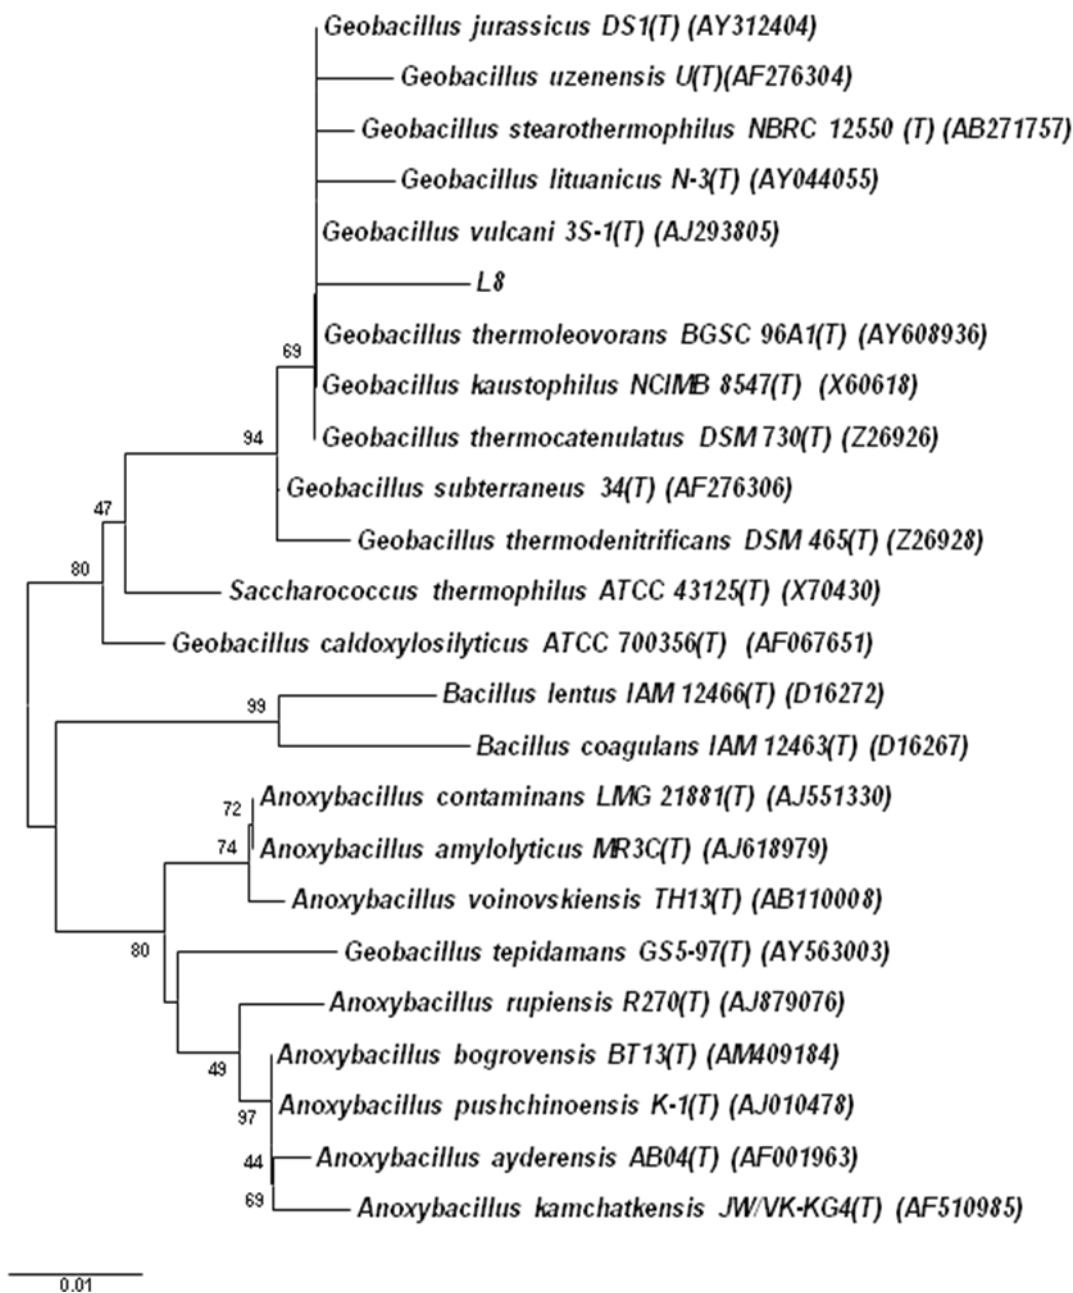 Geobacillus jurassicus DS1(T) (AY312404)
Geobacillus uzenensis U(T)(AF276304)
Geobacillus stearothermophilus NBRC 12550 (T) (AB271757)
Geobacillus lituanicus N-3(T) (AY044055)
Geobacillus vulcani 3S-1(T) (AJ293805)
L8
Geobacillus thermoleovorans BGSC 96A1(T) (AY608936)
69
Geobacillus kaustophilus NCIMB 8547(T) (X60618)
Geobacillus thermocatenulatus DSM 730(T) (Z26926)
94
Geobacillus subterraneus 34(T) (AF276306)
47
Geobacillus thermodenitrificans DSM 465(T) (Z26928)
80
Saccharococcus thermophilus ATCC 43125(T) (X70430)
Geobacillus caldoxylosilyticus ATCC 700356(T) (AF067651)
Bacillus lentus IAM 12466(T) (D16272)
99
Bacillus coagulans IAM 12463(T) (D16267)
Anoxybacillus contaminans LMG 21881(T) (AJ551330)
72
74
Anoxybacillus amylolyticus MR3C(T) (AJ618979)
Anoxybacillus voinovskiensis TH13(T) (AB110008)
80
Geobacillus tepidamans GS5-97(T) (AY563003)
Anoxybacillus rupiensis R270(T) (AJ879076)
Anoxybacillus bogrovensis BT13(T) (AM409184)
49
Anoxybacillus pushchinoensis K-1(T) (AJ010478)
97
Anoxybacillus ayderensis AB04(T) (AF001963)
44
69
Anoxybacillus kamchatkensis JW/VK-KG4(T) (AF510985)
0.01